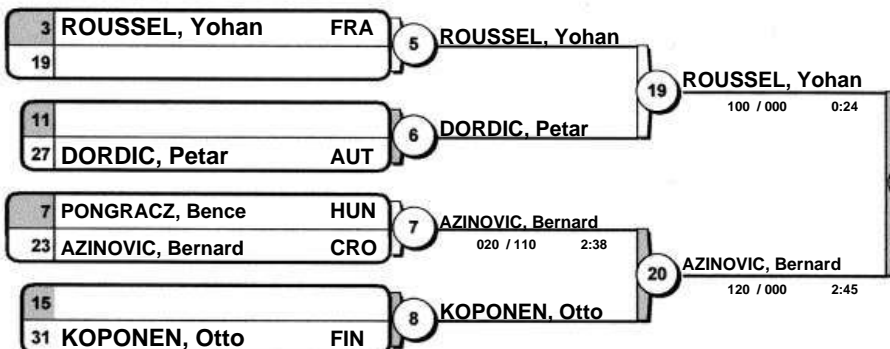 3 ROUSSEL, Yohan FRA
19
5
ROUSSEL, Yohan
19
ROUSSEL, Yohan
100 / 000 0:24
11
27 DORDIC, Petar AUT
6
DORDIC, Petar
7 PONGRACZ, Bence HUN
23 AZINOVIC, Bernard CRO
7
AZINOVIC, Bernard
020 / 110 2:38
20
AZINOVIC, Bernard
120 / 000 2:45
15
31 KOPONEN, Otto FIN
8
KOPONEN, Otto